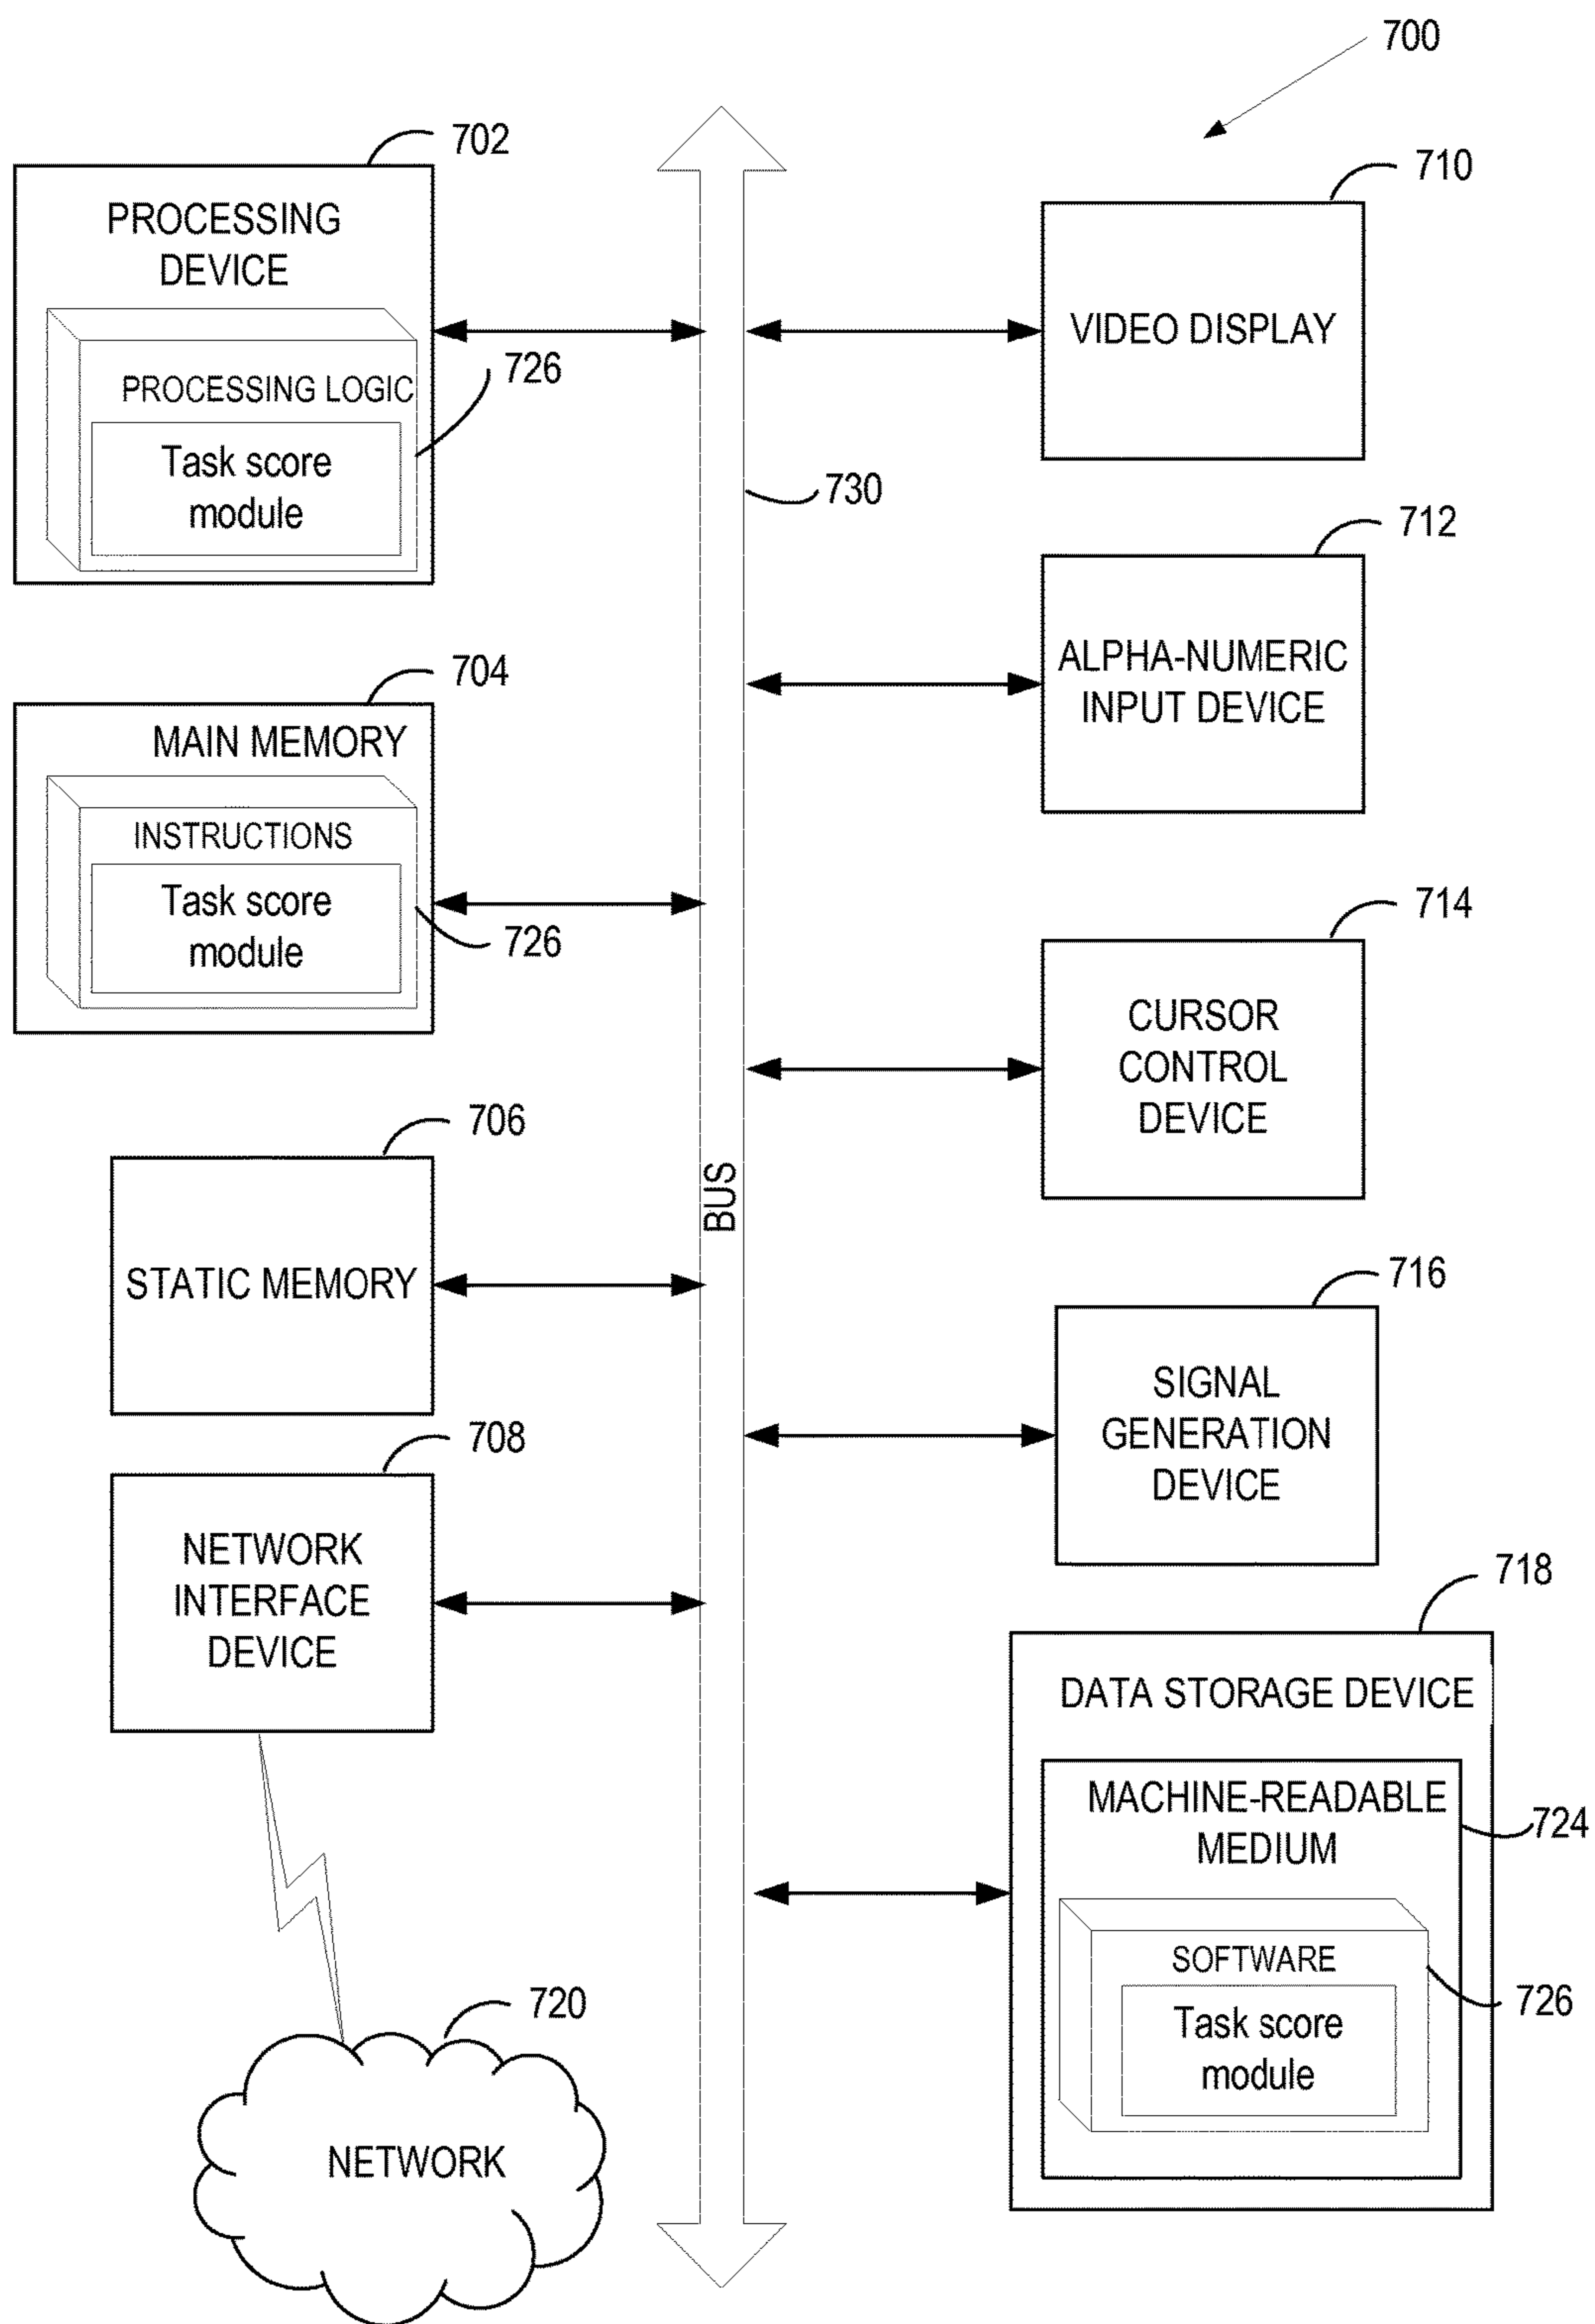 700
702
PROCESSING
DEVICE
PROCESSING LOGIC
726
Task score
module
704
MAIN MEMORY
INSTRUCTIONS
Task score
module
726
706
STATIC MEMORY
708
NETWORK
INTERFACE
DEVICE
720
NETWORK
BUS
730
710
VIDEO DISPLAY
712
ALPHA-NUMERIC
INPUT DEVICE
714
CURSOR
CONTROL
DEVICE
716
SIGNAL
GENERATION
DEVICE
718
DATA STORAGE DEVICE
MACHINE-READABLE
MEDIUM
724
SOFTWARE
726
Task score
module